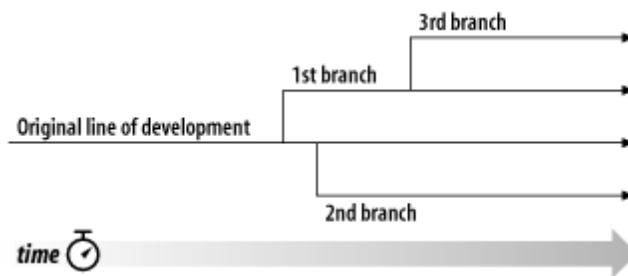 3rd branch
1st branch
Original line of development
2nd branch
time